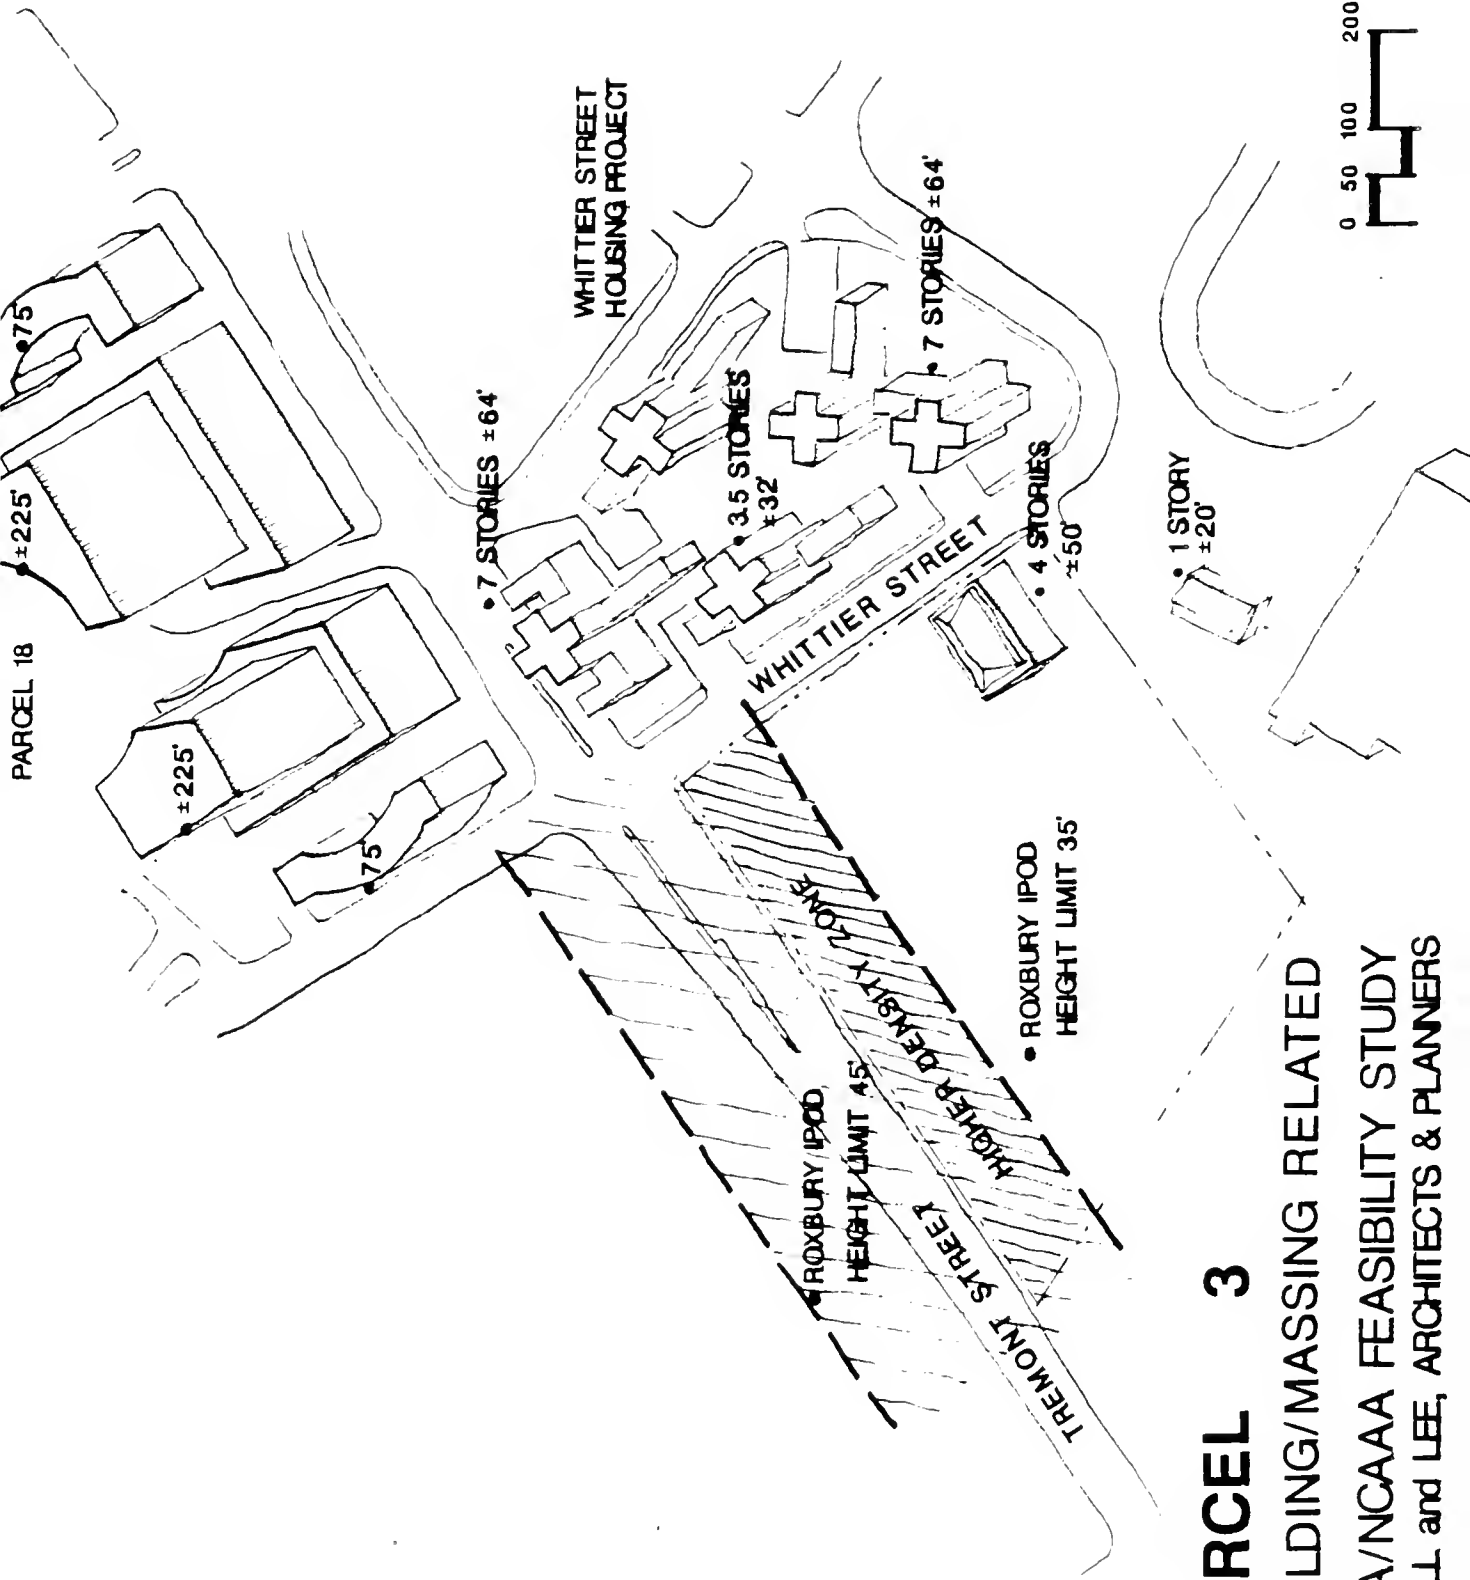 PARCEL 18
±225'
75'
±225'
75'
WHITTIER STREET
HOUSING PROJECT
7 STORIES ±64'
3.5 STORIES
±32'
7 STORIES ±64'
WHITTIER STREET
4 STORIES
±50'
1 STORY
±20'
ROXBURY IPOD
HEIGHT LIMIT 45'
HIGHER DENSITY ZONE
TREMONT STREET
ROXBURY IPOD
HEIGHT LIMIT 35'
0 50 100 200
RCEL 3
LDING/MASSING RELATED
A/NCAAA FEASIBILITY STUDY
LL and LEE, ARCHITECTS & PLANNERS